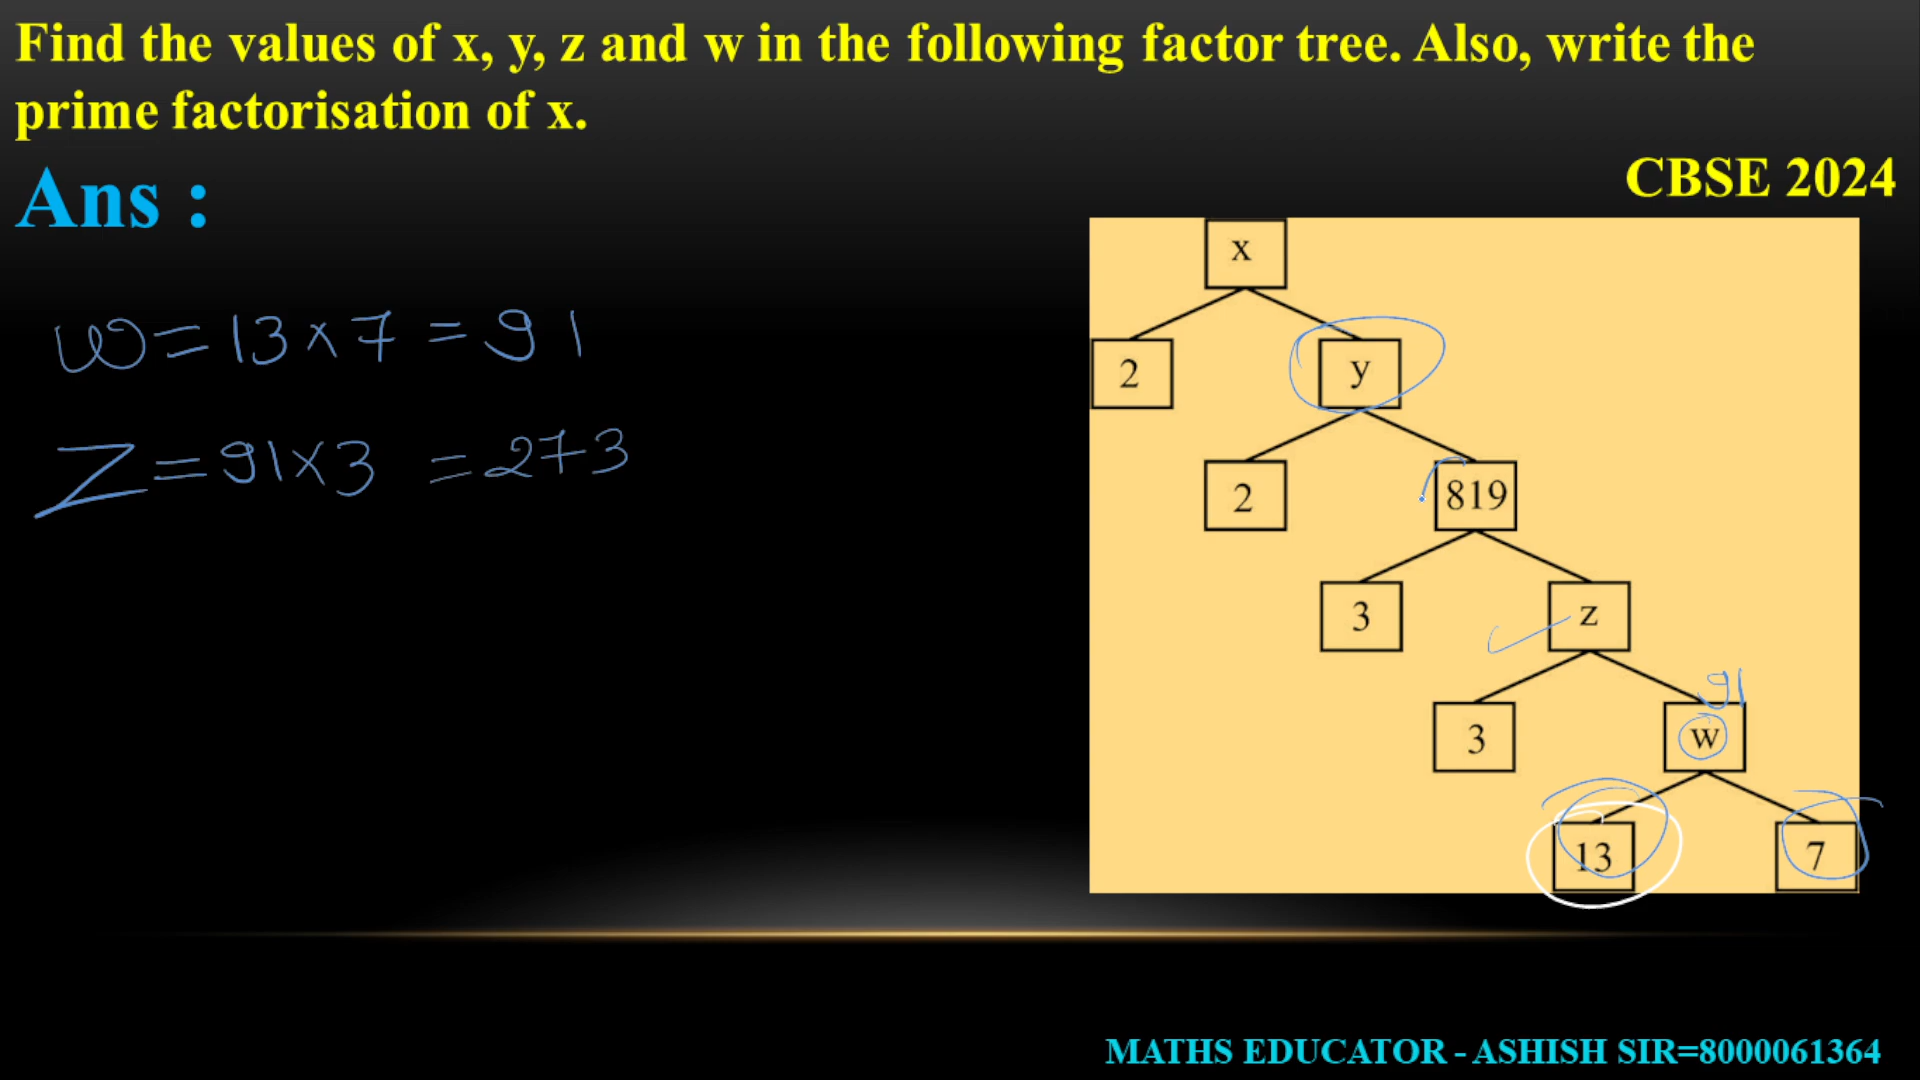 Find the values of x, y, z and w in the following factor tree. Also, write the
prime factorisation of x.
Ans :
CBSE 2024
x
w = 13 x 7 = 91
2
y
z = 91 x 3 = 273
2
819
3
z
91
3
w
13
7
MATHS EDUCATOR - ASHISH SIR=8000061364